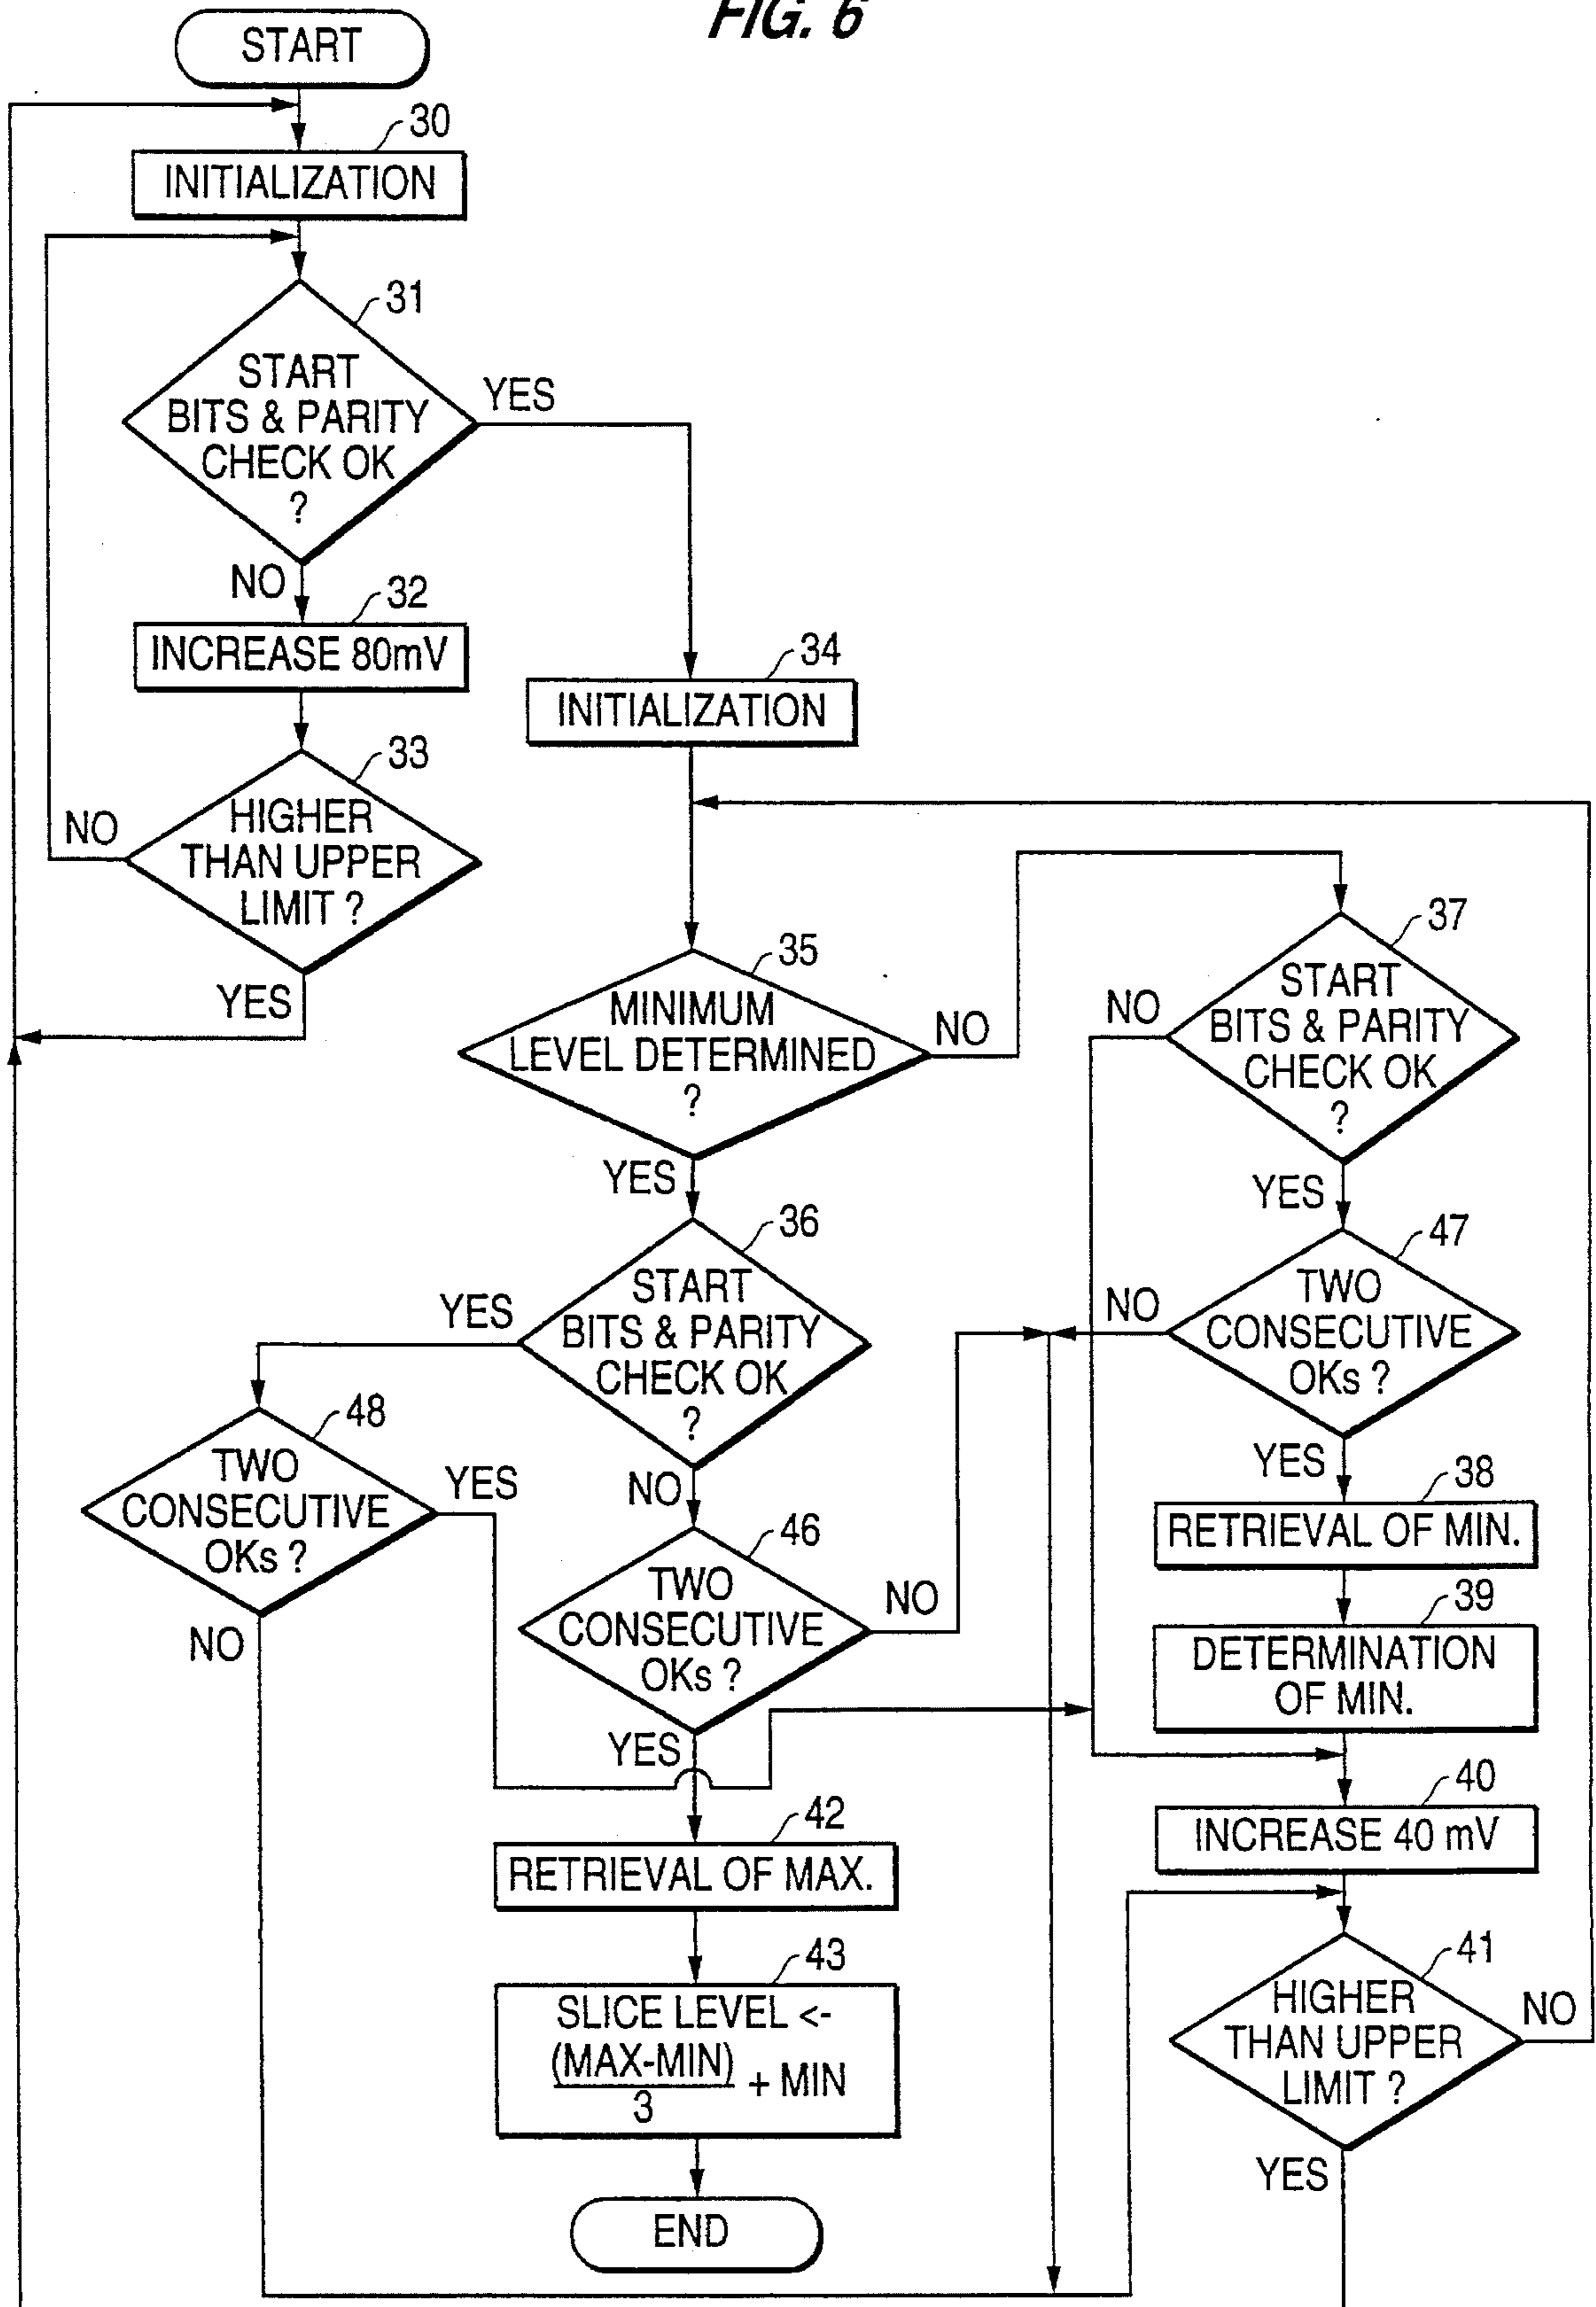 FIG. 6
START
30
INITIALIZATION
31
START
BITS & PARITY
CHECK OK
?
YES
NO
32
INCREASE 80mV
33
HIGHER
THAN UPPER
LIMIT ?
NO
YES
34
INITIALIZATION
35
MINIMUM
LEVEL DETERMINED
?
NO
YES
37
START
BITS & PARITY
CHECK OK
?
NO
YES
36
START
BITS & PARITY
CHECK OK
?
YES
NO
47
TWO
CONSECUTIVE
OKs ?
NO
YES
48
TWO
CONSECUTIVE
OKs ?
YES
NO
46
TWO
CONSECUTIVE
OKs ?
NO
YES
38
RETRIEVAL OF MIN.
39
DETERMINATION
OF MIN.
40
INCREASE 40 mV
42
RETRIEVAL OF MAX.
43
SLICE LEVEL <-
(MAX-MIN)
3
+ MIN
41
HIGHER
THAN UPPER
LIMIT ?
NO
YES
END